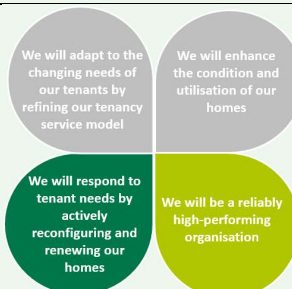 We will adapt to the
changing needs of
our tenants by
refining our tenancy
service model
We will enhance
the condition and
utilisation of our
homes
We will respond to
tenant needs by
actively
reconfiguring and
renewing our
homes
We will be a reliably
high-performing
organisation